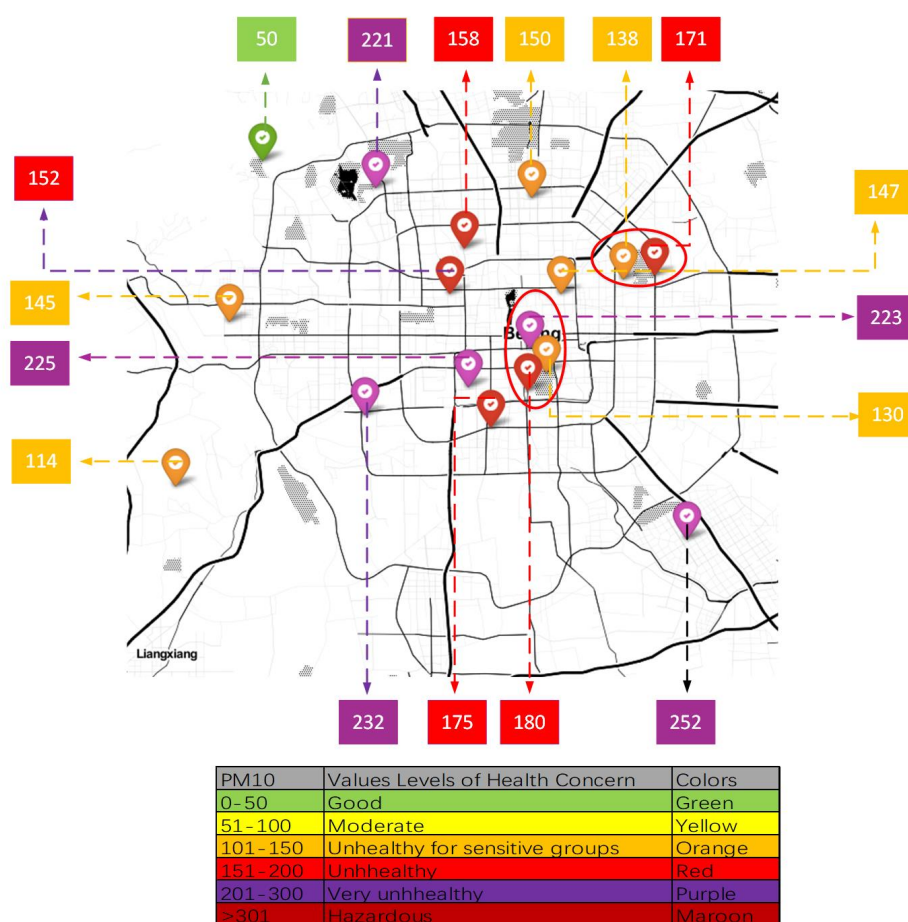 50 221 158 150 138 171
152
147
145
223
Beijing
225
130
114
Liangxiang
232 175 180 252
PM10 Values Levels of Health Concern Colors
0-50 Good Green
51-100 Moderate Yellow
101-150 Unhealthy for sensitive groups Orange
151-200 Unhhealthy Red
201-300 Very unhhealthy Purple
>301 Hazardous Maroon